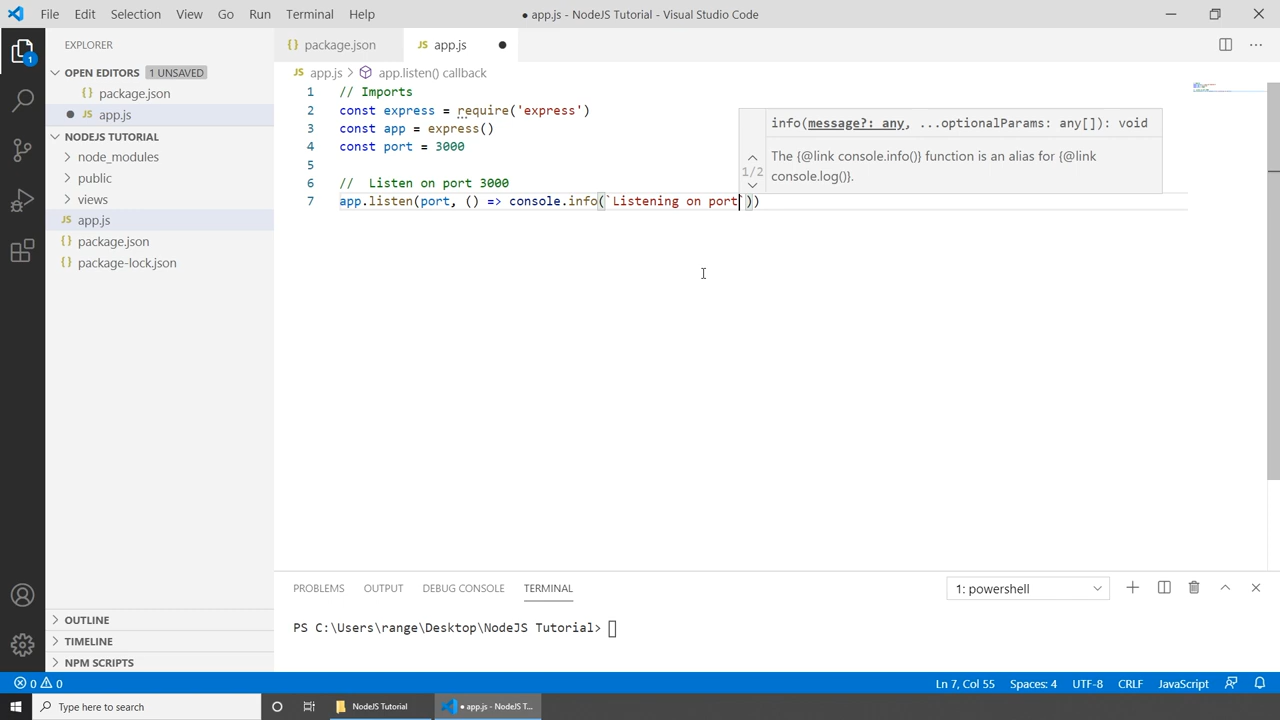 File Edit Selection View Go Run Terminal Help
● app.js - NodeJS Tutorial - Visual Studio Code
1
EXPLORER
OPEN EDITORS 1 UNSAVED
{} package.json
● app.js
NODEJS TUTORIAL
node_modules
public
views
JS app.js
{} package.json
{} package-lock.json
OUTLINE
TIMELINE
NPM SCRIPTS
{} package.json JS app.js ●
JS app.js > app.listen() callback
1 // Imports
2 const express = require('express')
3 const app = express()
4 const port = 3000
5
6 //  Listen on port 3000
7 app.listen(port, () => console.info(`Listening on port`))
info(message?: any, ...optionalParams: any[]): void
1/2
The {@link console.info()} function is an alias for {@link
console.log()}.
PROBLEMS OUTPUT DEBUG CONSOLE TERMINAL
1: powershell
PS C:\Users\range\Desktop\NodeJS Tutorial>
0 0
Ln 7, Col 55 Spaces: 4 UTF-8 CRLF JavaScript
Type here to search
NodeJS Tutorial
● app.js - NodeJS T...